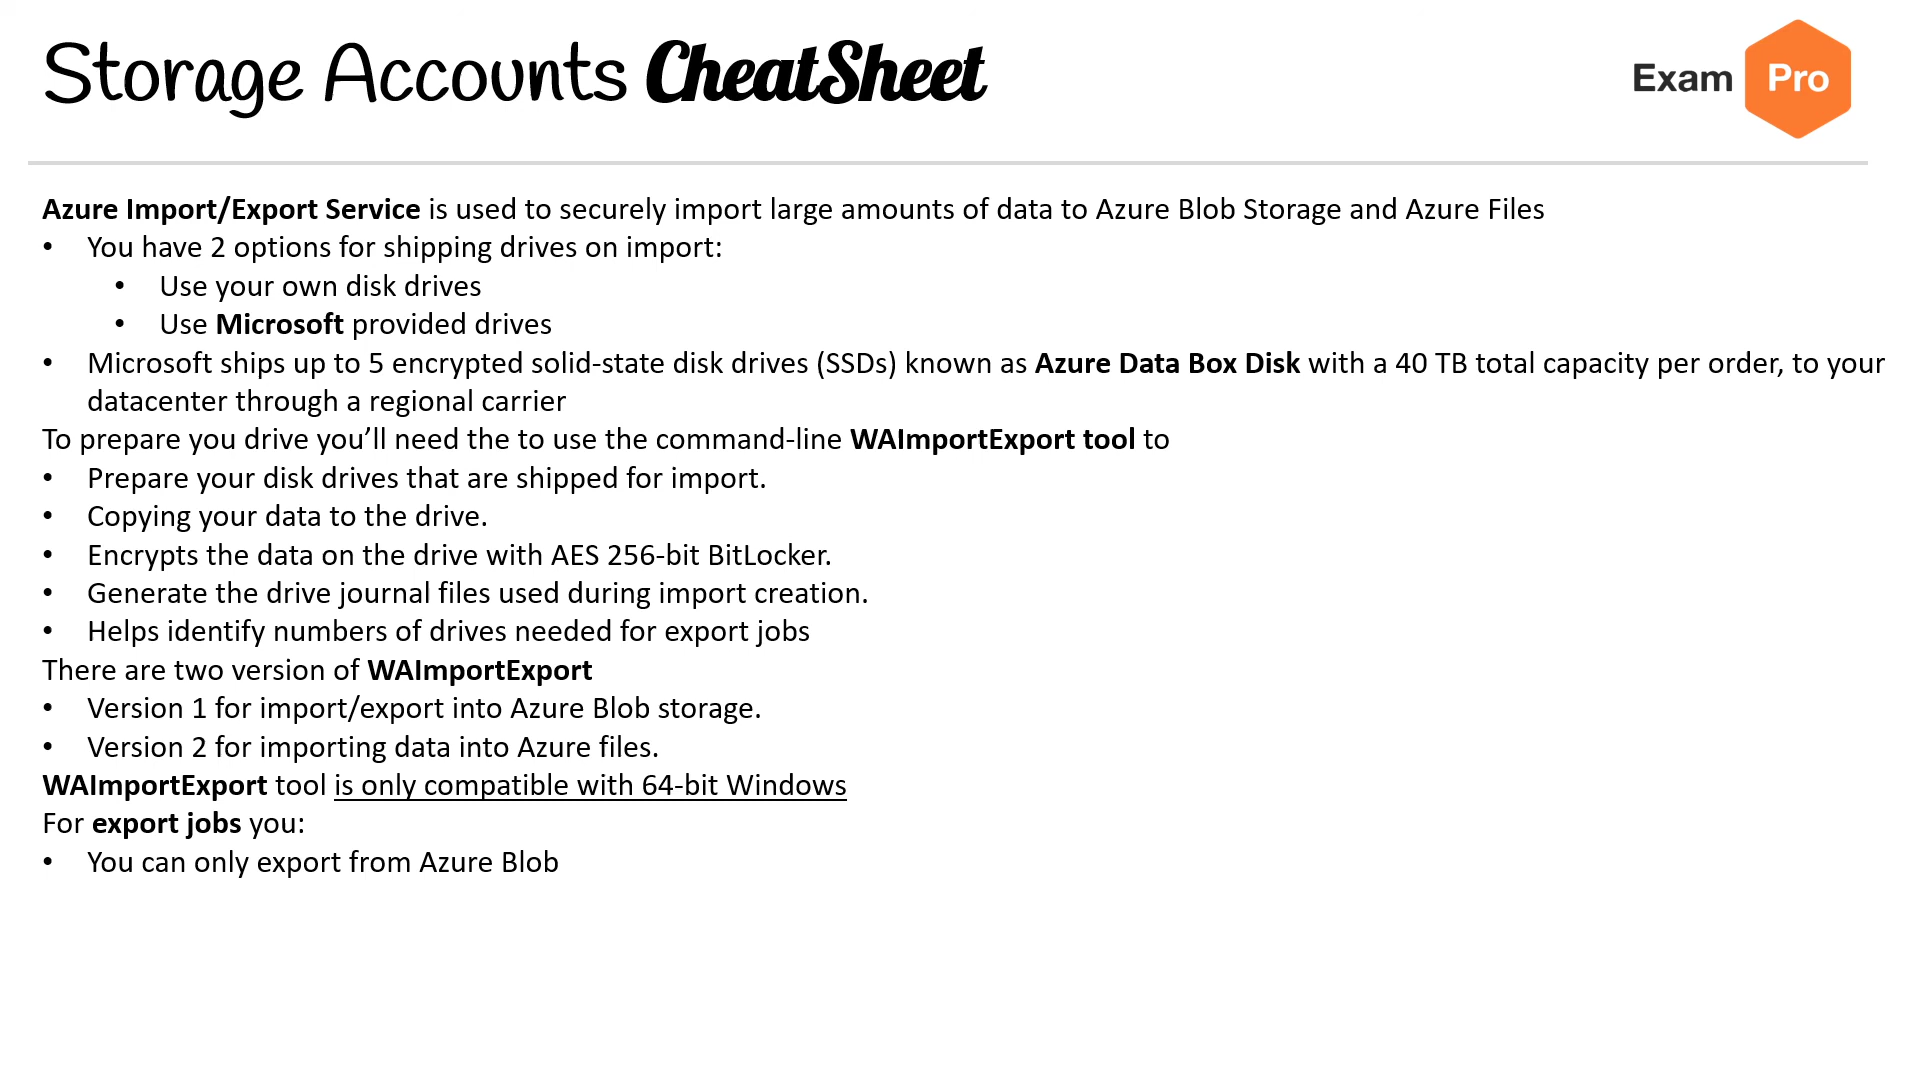 Storage Accounts CheatSheet
Exam Pro
Azure Import/Export Service is used to securely import large amounts of data to Azure Blob Storage and Azure Files
• You have 2 options for shipping drives on import:
• Use your own disk drives
• Use Microsoft provided drives
• Microsoft ships up to 5 encrypted solid-state disk drives (SSDs) known as Azure Data Box Disk with a 40 TB total capacity per order, to your
datacenter through a regional carrier
To prepare you drive you’ll need the to use the command-line WAImportExport tool to
• Prepare your disk drives that are shipped for import.
• Copying your data to the drive.
• Encrypts the data on the drive with AES 256-bit BitLocker.
• Generate the drive journal files used during import creation.
• Helps identify numbers of drives needed for export jobs
There are two version of WAImportExport
• Version 1 for import/export into Azure Blob storage.
• Version 2 for importing data into Azure files.
WAImportExport tool is only compatible with 64-bit Windows
For export jobs you:
• You can only export from Azure Blob